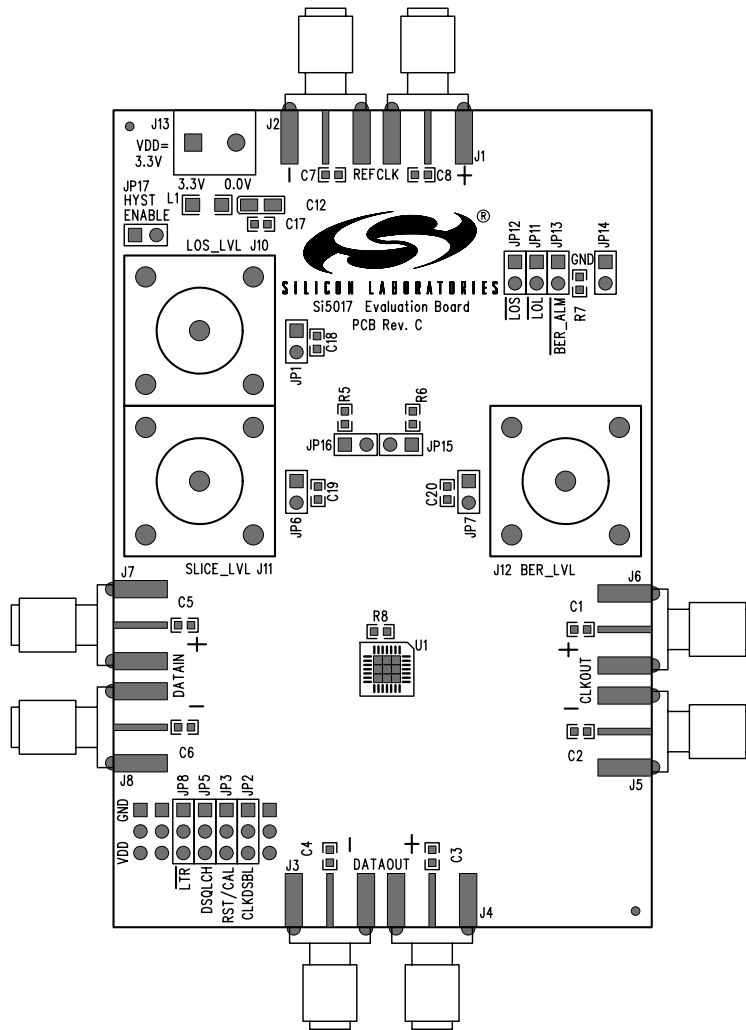 J13
J2
VDD=
3.3V
J1
C7
REFCLK
C8
-
+
JP17
HYST
ENABLE
L1
3.3V
0.0V
C12
C17
®
LOS_LVL J10
SILICON LABORATORIES
Si5017 Evaluation Board
PCB Rev. C
JP12
JP11
JP13
JP14
GND
R7
LOS
LOL
BER_ALM
JP1
C18
R5
R6
JP16
JP15
JP6
C19
C20
JP7
SLICE_LVL J11
J12 BER_LVL
J7
J6
C5
+
DATAIN
-
C6
J8
R8
U1
C1
+
CLKOUT
-
C2
J5
GND
VDD
JP8
JP5
JP3
JP2
LTR
DSQLCH
RST/CAL
CLKDSBL
C4
-
+
C3
J3
DATAOUT
J4